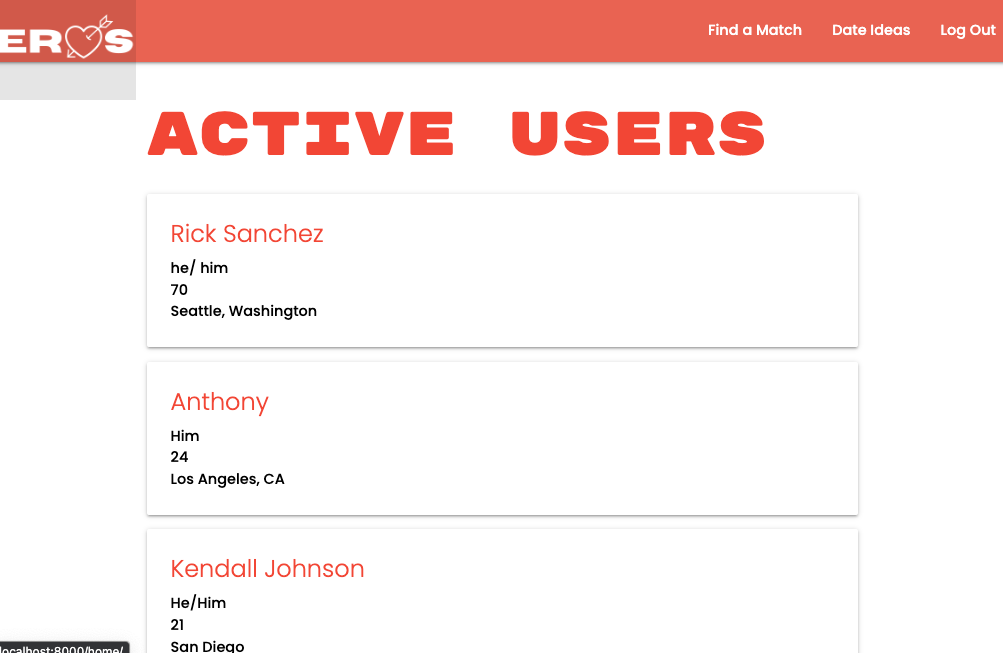 EROS
Find a Match
Date Ideas
Log Out
ACTIVE USERS
Rick Sanchez
he/ him
70
Seattle, Washington
Anthony
Him
24
Los Angeles, CA
Kendall Johnson
He/Him
21
San Diego
localhost:8000/home/